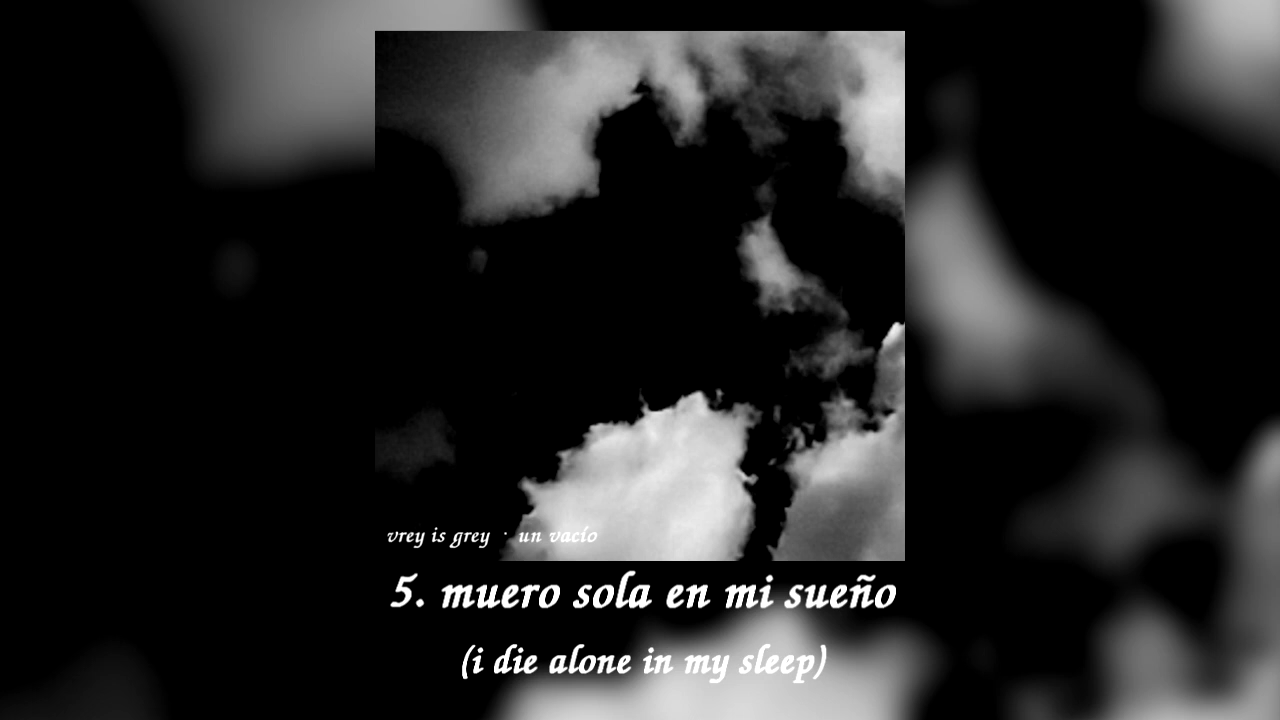 vrey is grey · un vacío
5. muero sola en mi sueño
(i die alone in my sleep)